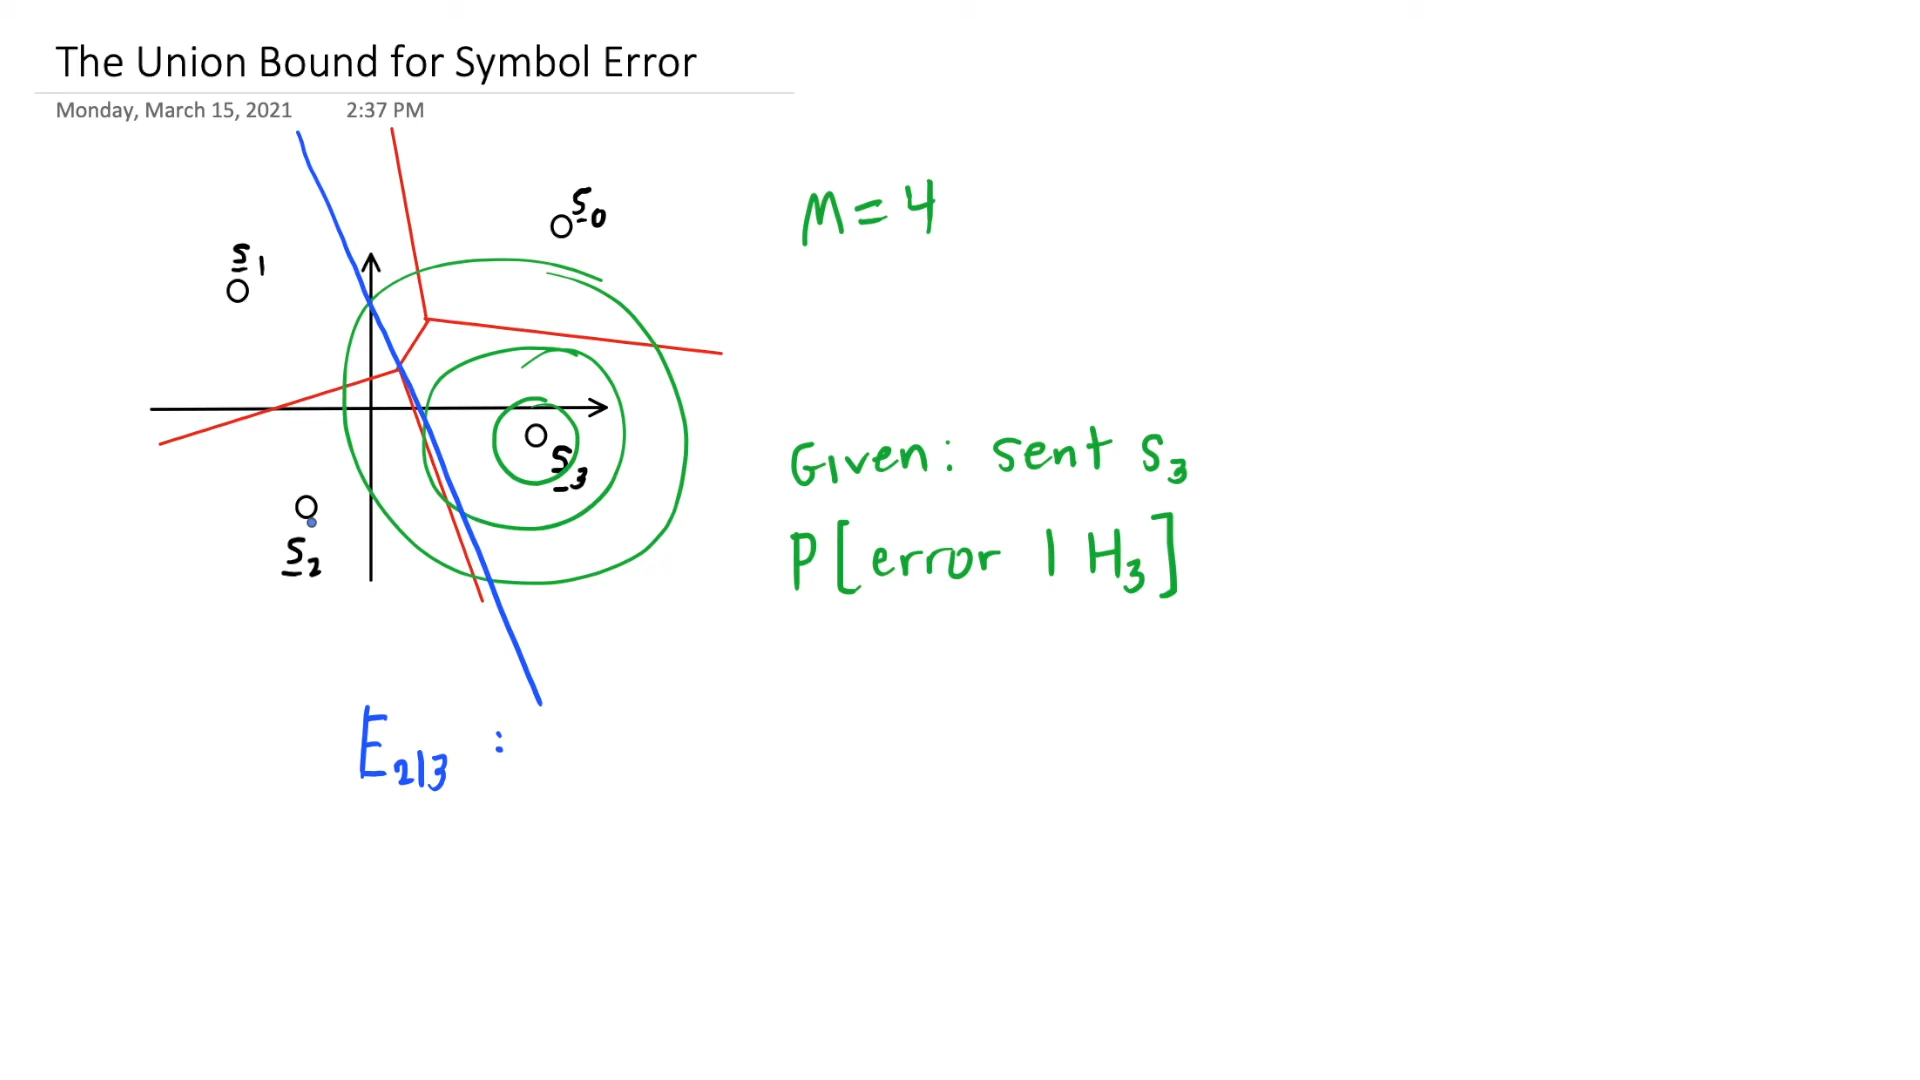 The Union Bound for Symbol Error
Monday, March 15, 2021 2:37 PM
S0
M = 4
S1
Given: sent S3
S3
P[error | H3]
S2
E2|3 :